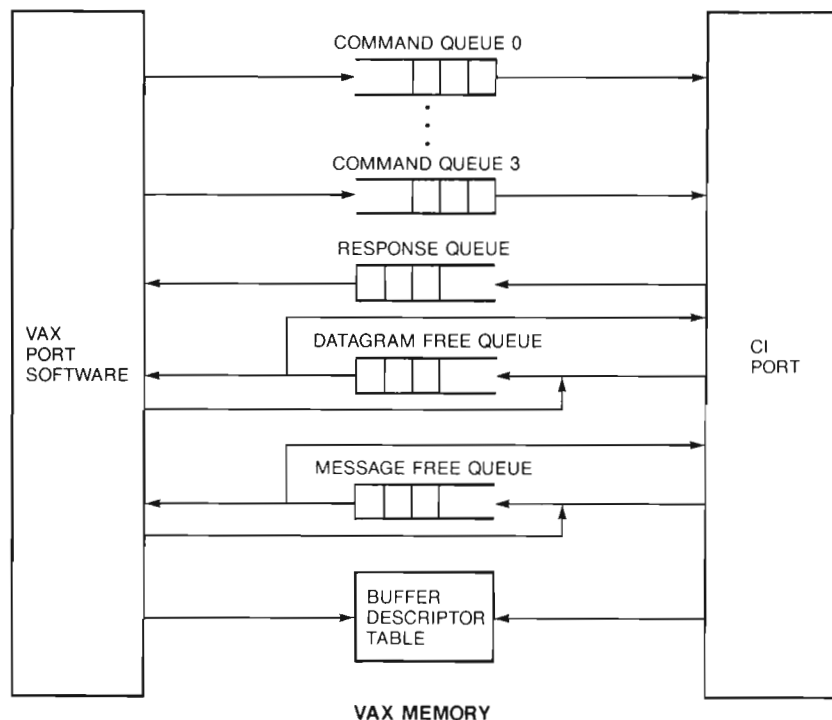 COMMAND QUEUE 0
COMMAND QUEUE 3
RESPONSE QUEUE
VAX
PORT
SOFTWARE
DATAGRAM FREE QUEUE
CI
PORT
MESSAGE FREE QUEUE
BUFFER
DESCRIPTOR
TABLE
VAX MEMORY